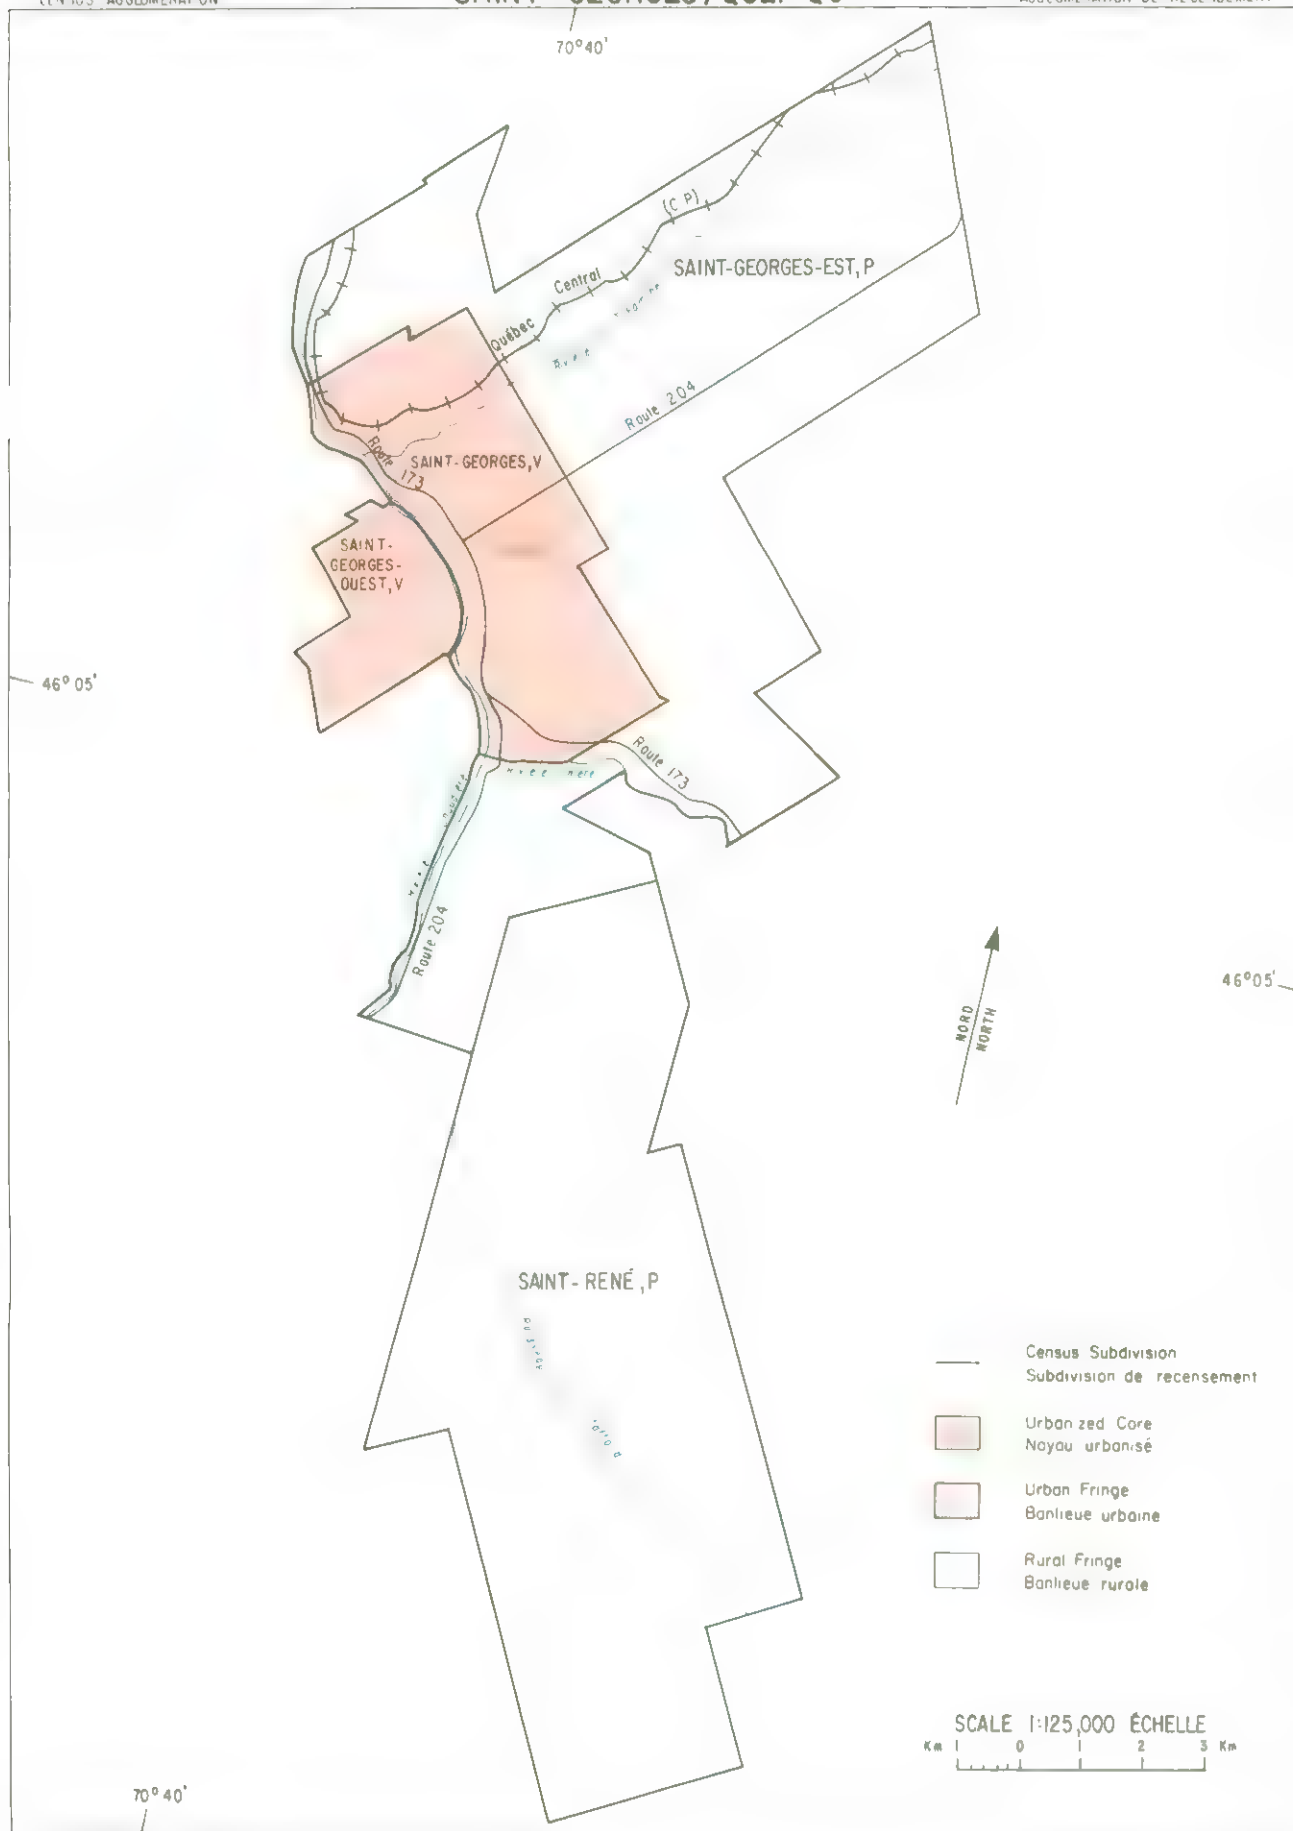 70°40'
(CP)
SAINT-GEORGES-EST, P
Central
Québec
Route 204
Route 173
SAINT-GEORGES, V
SAINT-
GEORGES-
OUEST, V
46°05'
Route 173
Route 204
46°05'
NORD
NORTH
SAINT-RENÉ, P
Census Subdivision
Subdivision de recensement
Urban zed Core
Noyau urbanisé
Urban Fringe
Banlieue urbaine
Rural Fringe
Banlieue rurale
SCALE 1:125,000 ÉCHELLE
Km 1 0 1 2 3 Km
70°40'